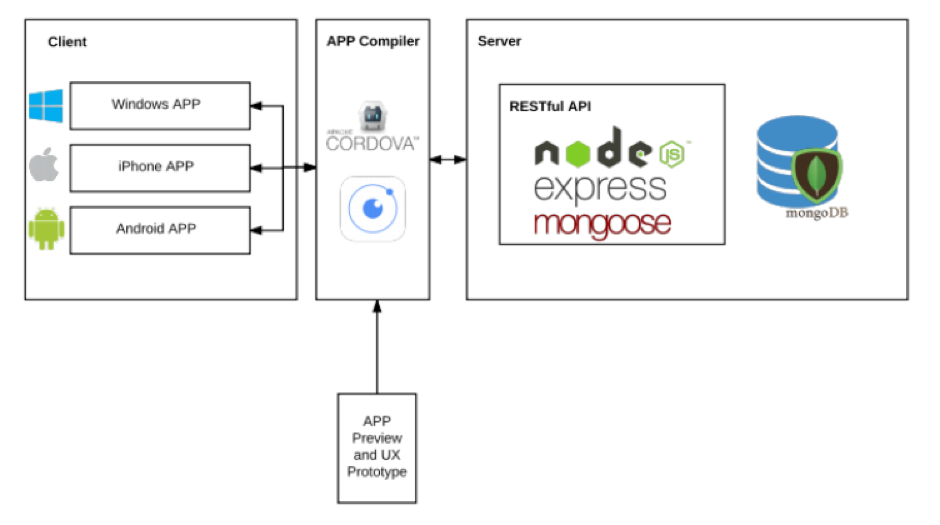 Client
Windows APP
iPhone APP
Android APP
APP Compiler
APACHE
CORDOVA™
Server
RESTful API
node JS™
express
mongoose
mongoDB
APP
Preview
and UX
Prototype